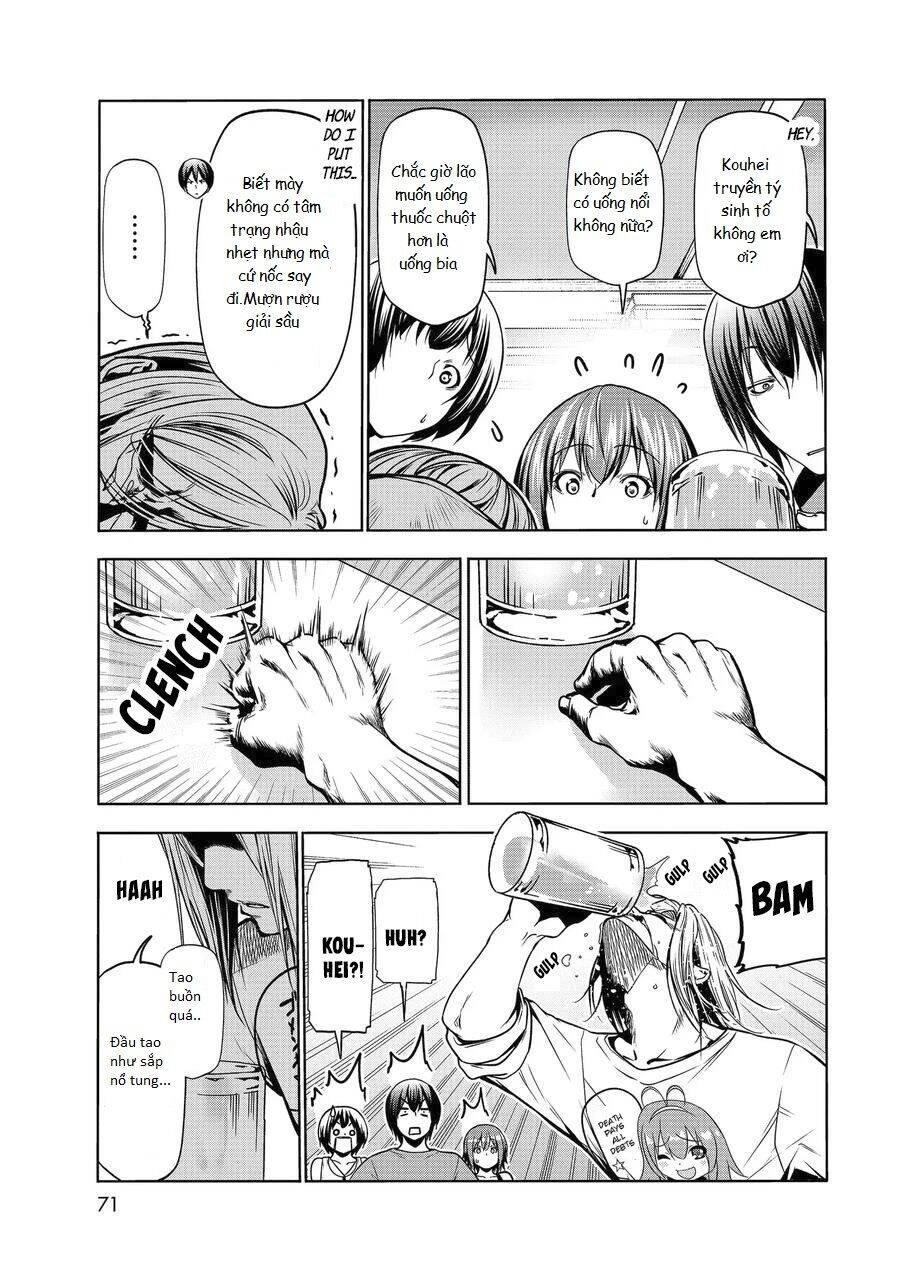 HEY.
Kouhei
truyền tý
sinh tố
không em
ơi?
Không biết
có uống nổi
không nữa?
Chắc giờ lão
muốn uống
thuốc chuột
hơn là
uống bia
HOW
DO I
PUT
THIS...
Biết mày
không có tâm
trạng nhậu
nhẹt nhưng mà
cứ nốc say
đi.Mượn rượu
giải sầu
......
CLENCH
BAM
GULP
GULP
GULP
HUH?
KOU-
HEI?!
DEATH
PAYS
ALL
DEBTS
HAAH
Tao
buồn
quá..
Đầu tao
như sắp
nổ tung...
71